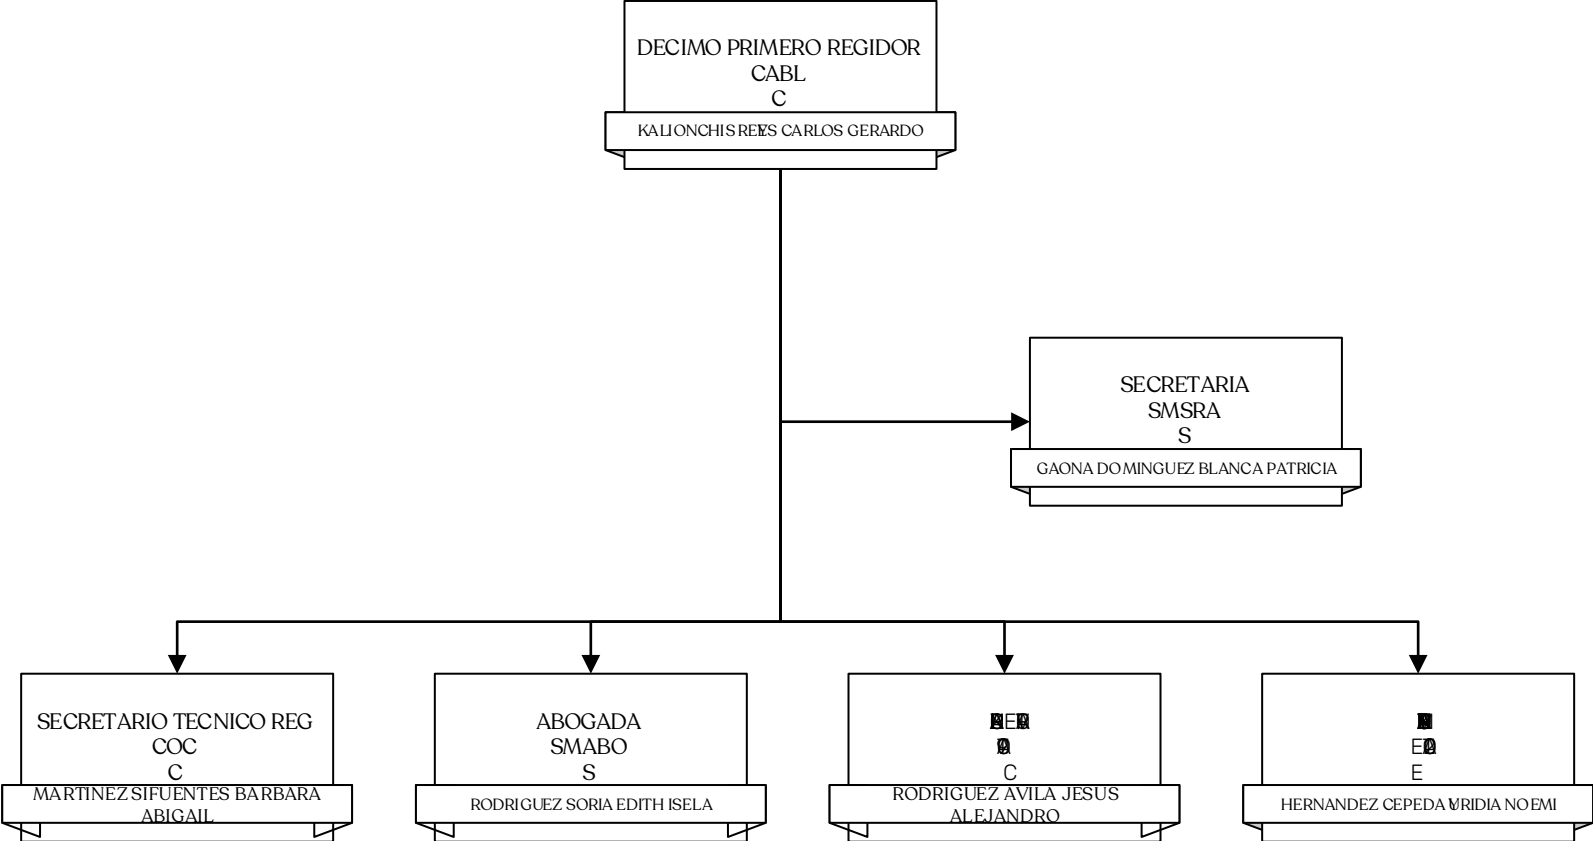 DECIMO PRIMERO REGIDOR
CABL
C
KALIONCHIS REYES CARLOS GERARDO
SECRETARIA
SMSRA
S
GAONA DOMINGUEZ BLANCA PATRICIA
SECRETARIO TECNICO REG
COC
C
MARTINEZ SIFUENTES BARBARA
ABIGAIL
ABOGADA
SMABO
S
RODRIGUEZ SORIA EDITH ISELA
C
RODRIGUEZ AVILA JESUS
ALEJANDRO
E
HERNANDEZ CEPEDA NOEMI